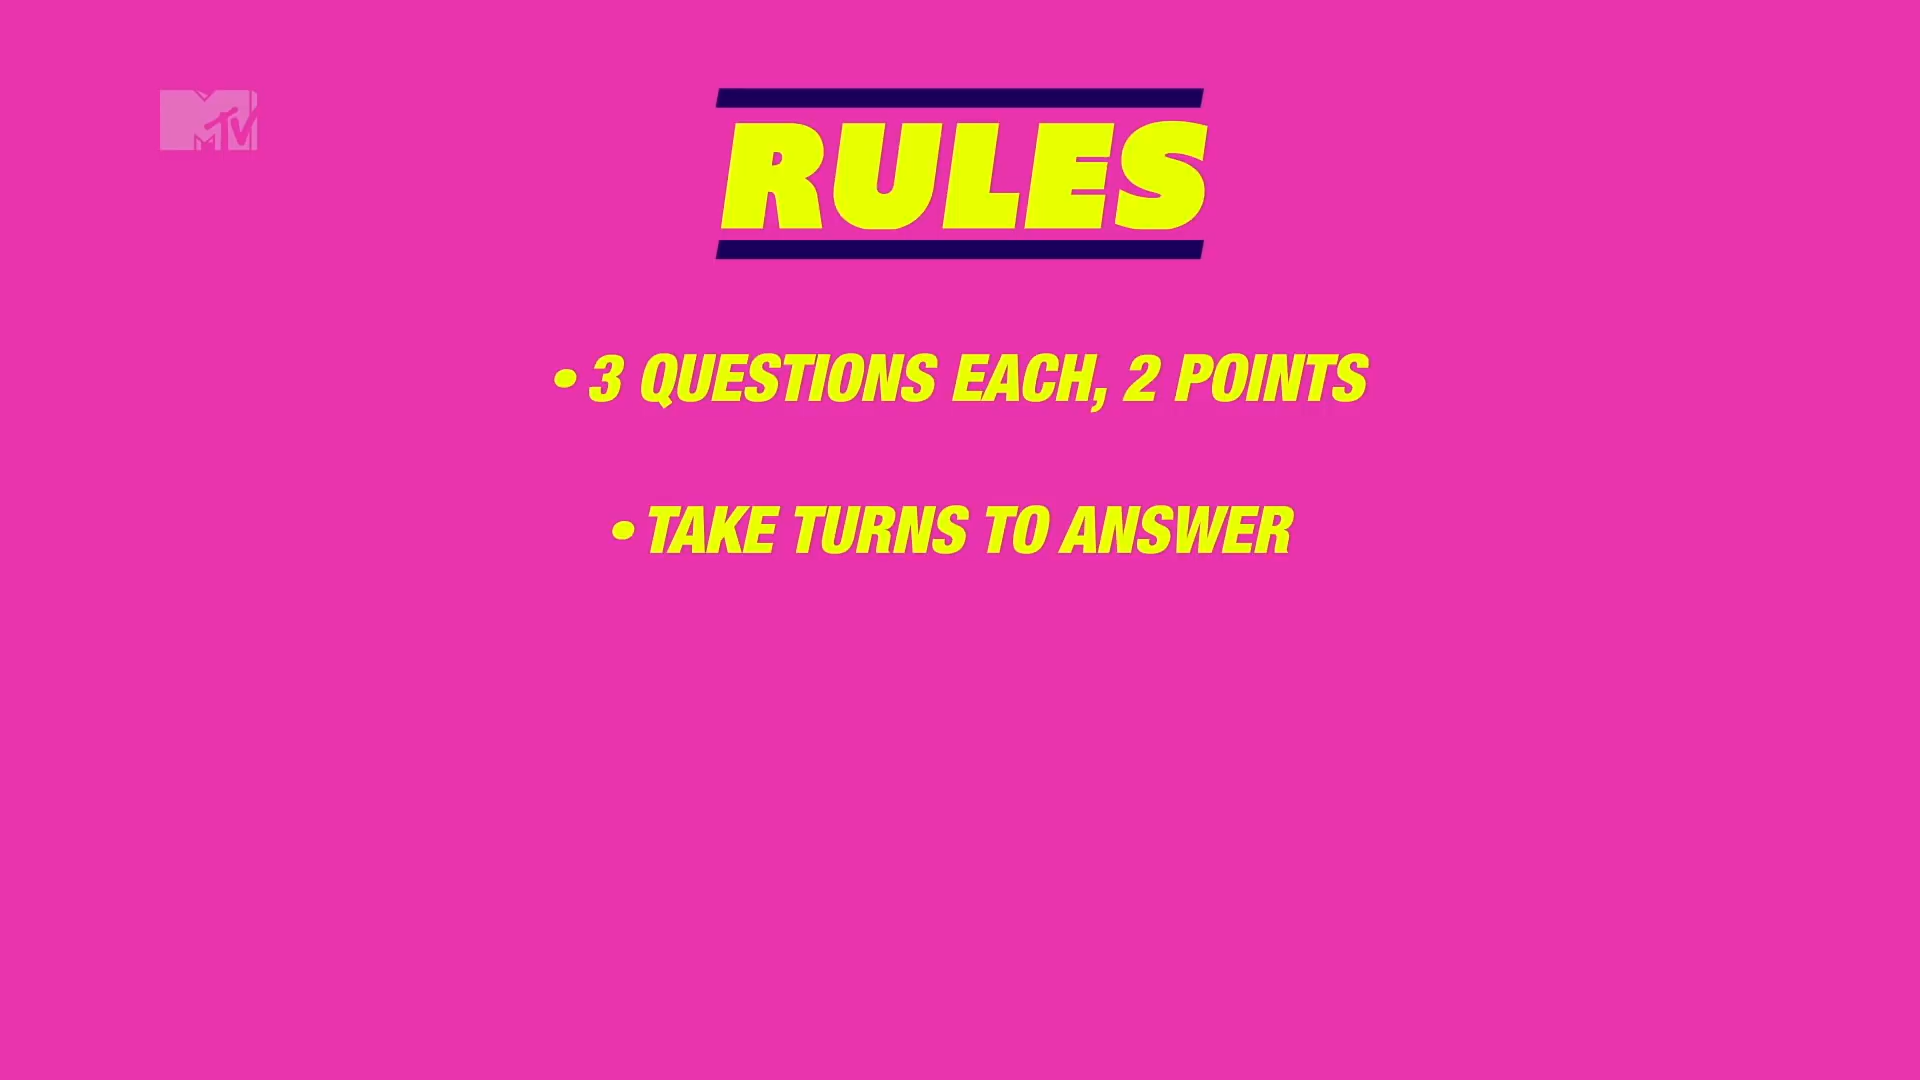 MTV
RULES
• 3 QUESTIONS EACH, 2 POINTS
• TAKE TURNS TO ANSWER